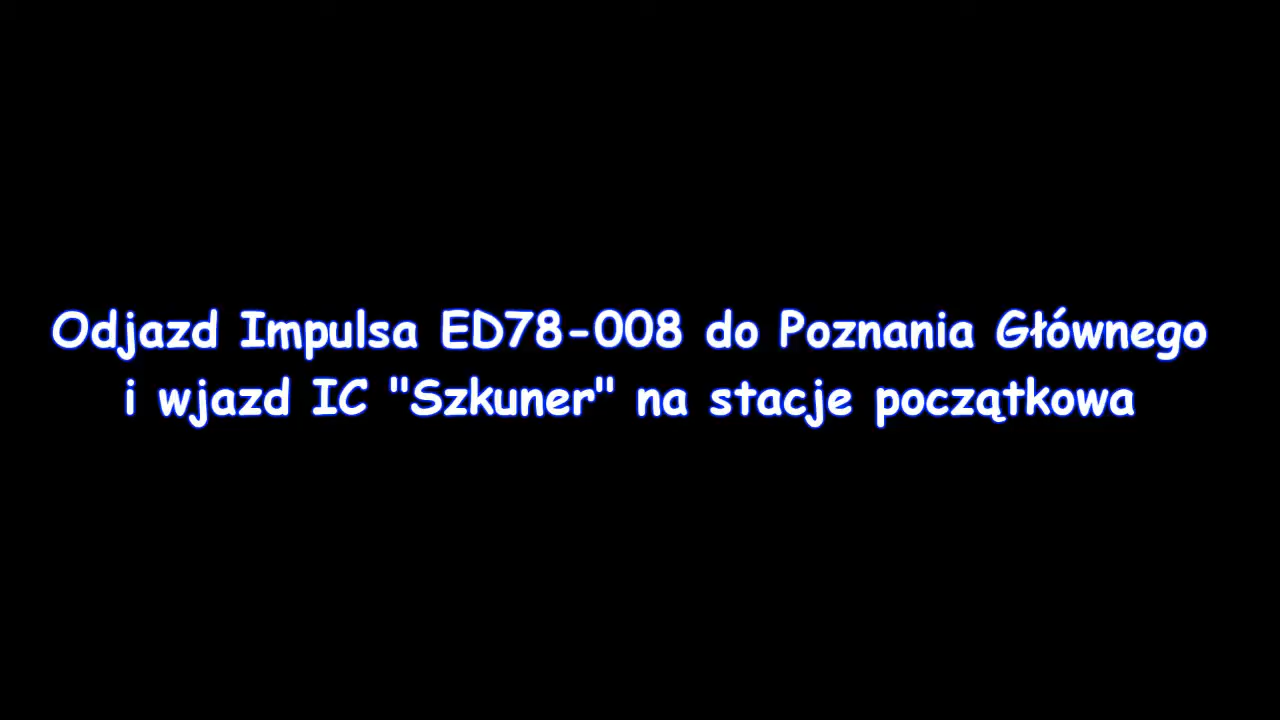 Odjazd Impulsa ED78-008 do Poznania Głównego
i wjazd IC "Szkuner" na stacje początkowa